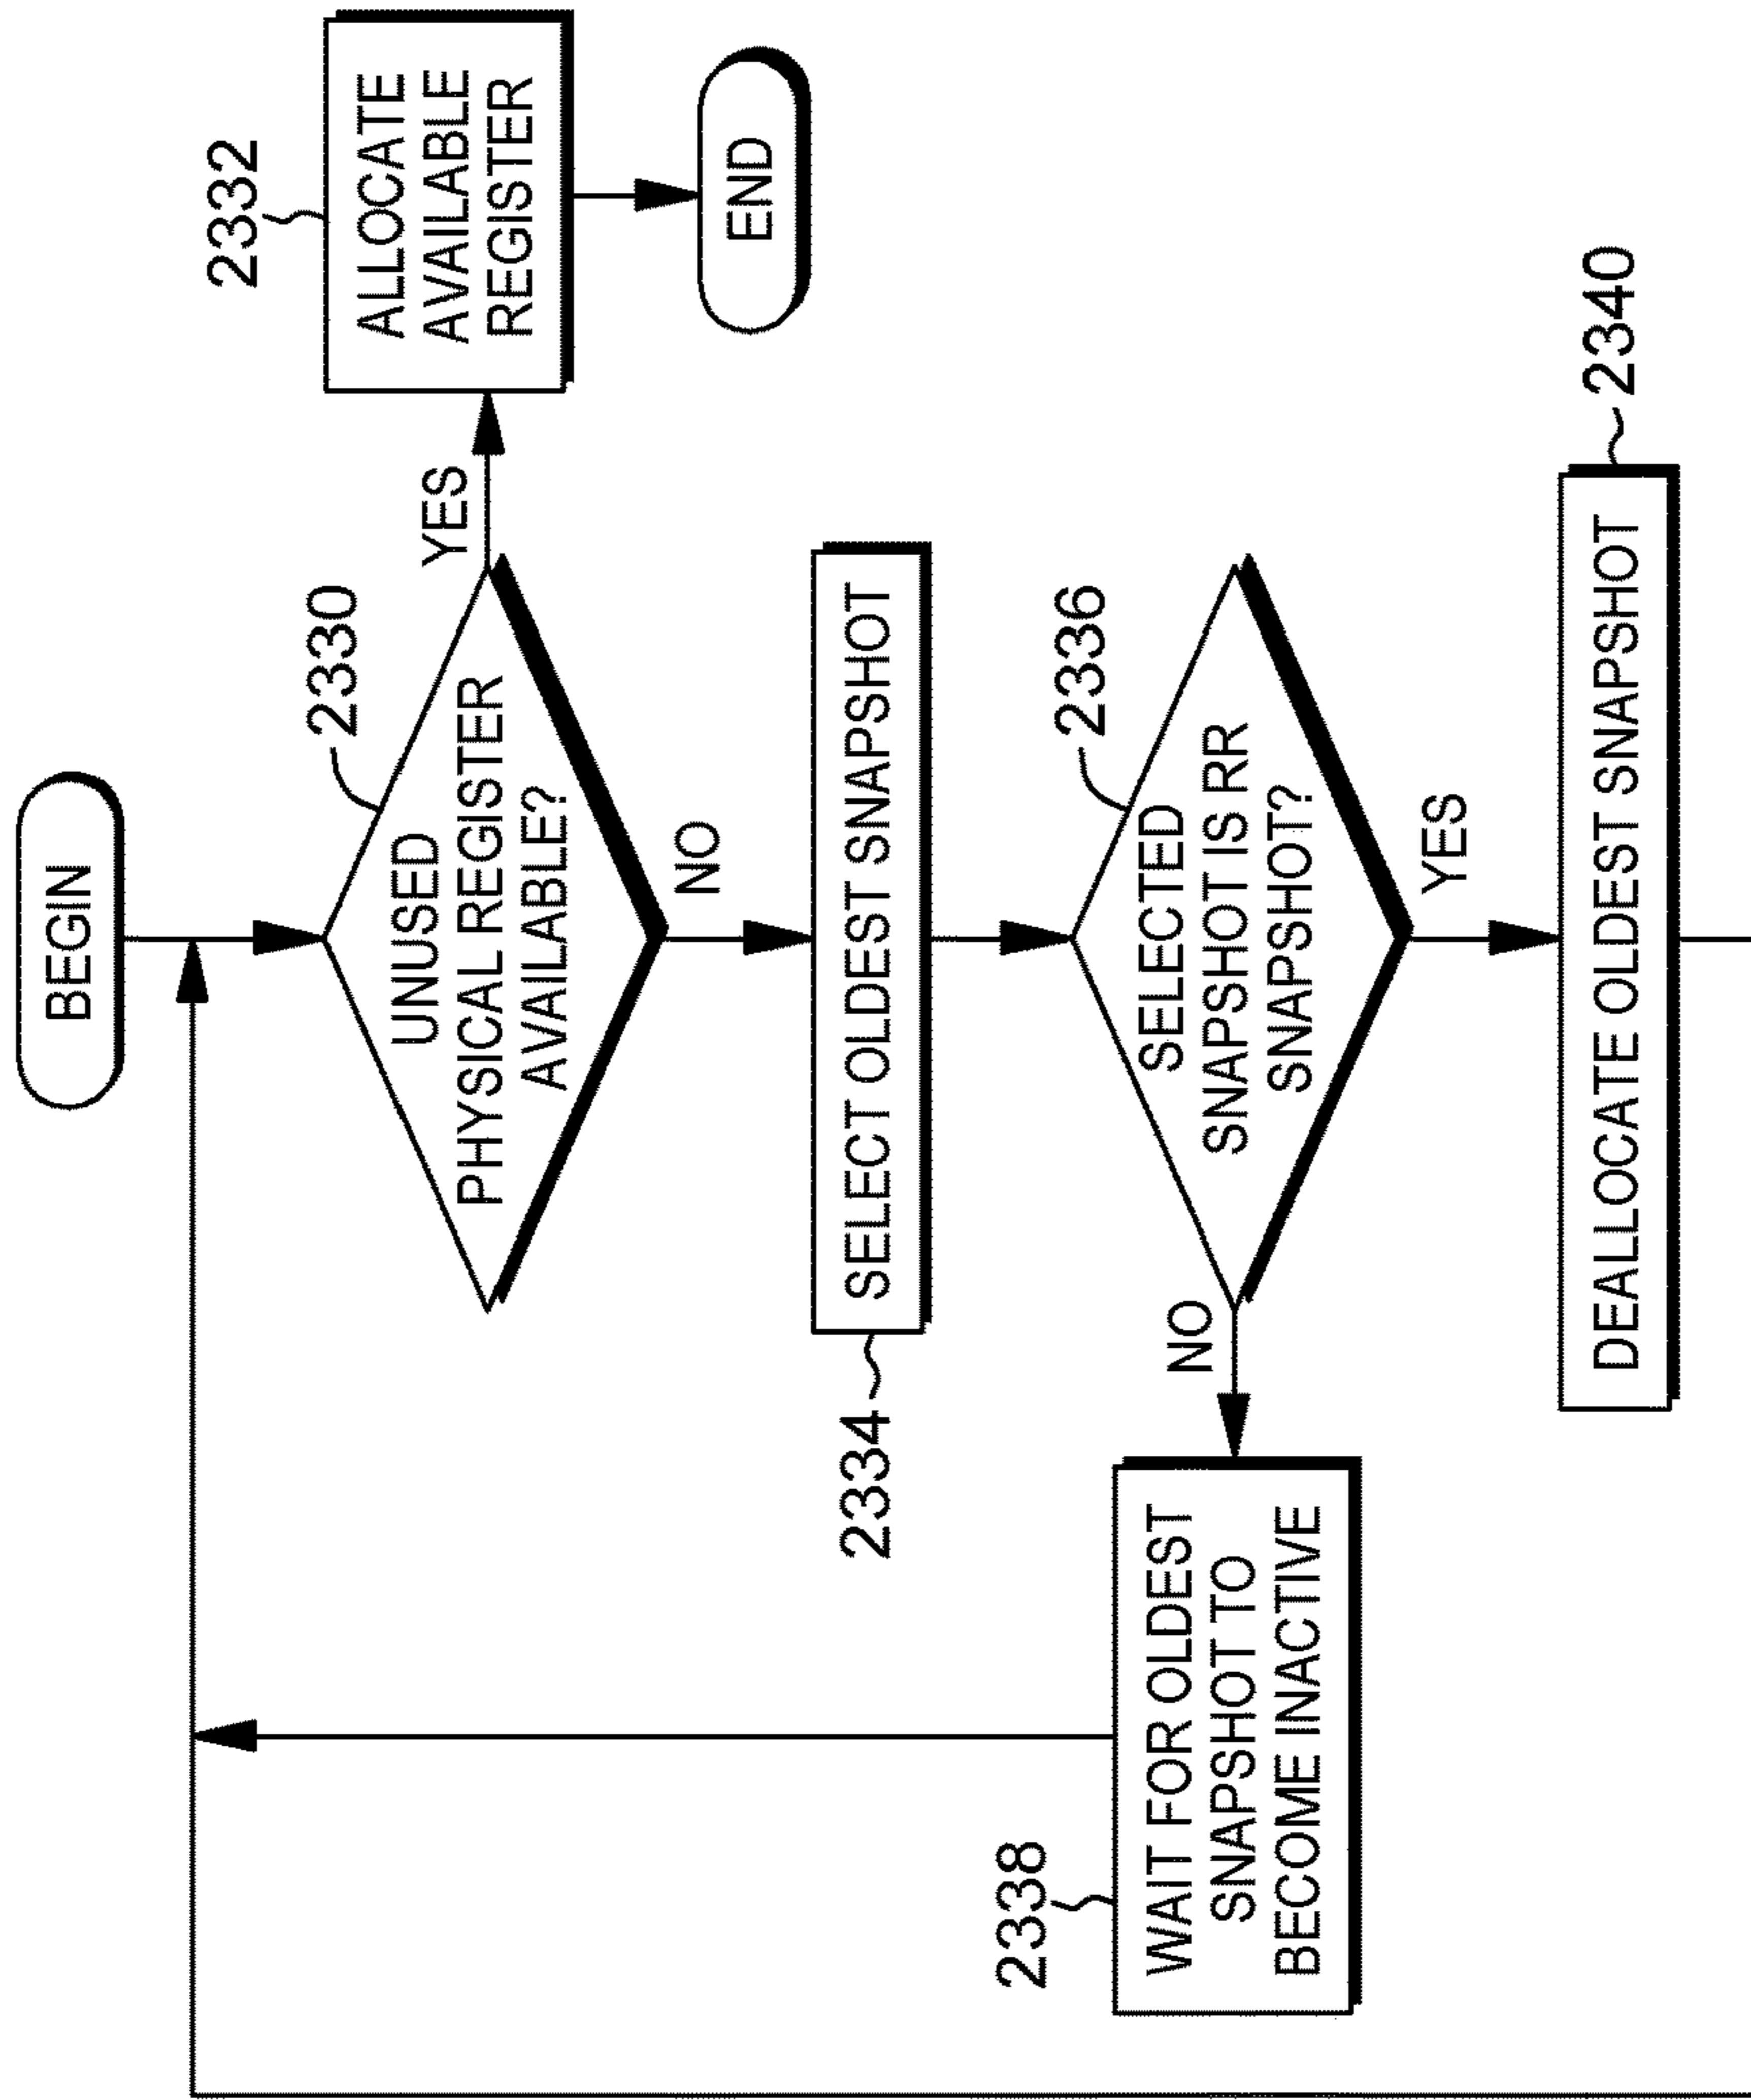 BEGIN
2330
UNUSED
PHYSICAL REGISTER
AVAILABLE?
YES
2332
ALLOCATE
AVAILABLE
REGISTER
END
NO
2334
SELECT OLDEST SNAPSHOT
2336
SELECTED
SNAPSHOT IS RR
SNAPSHOT?
NO
2338
WAIT FOR OLDEST
SNAPSHOT TO
BECOME INACTIVE
YES
2340
DEALLOCATE OLDEST SNAPSHOT